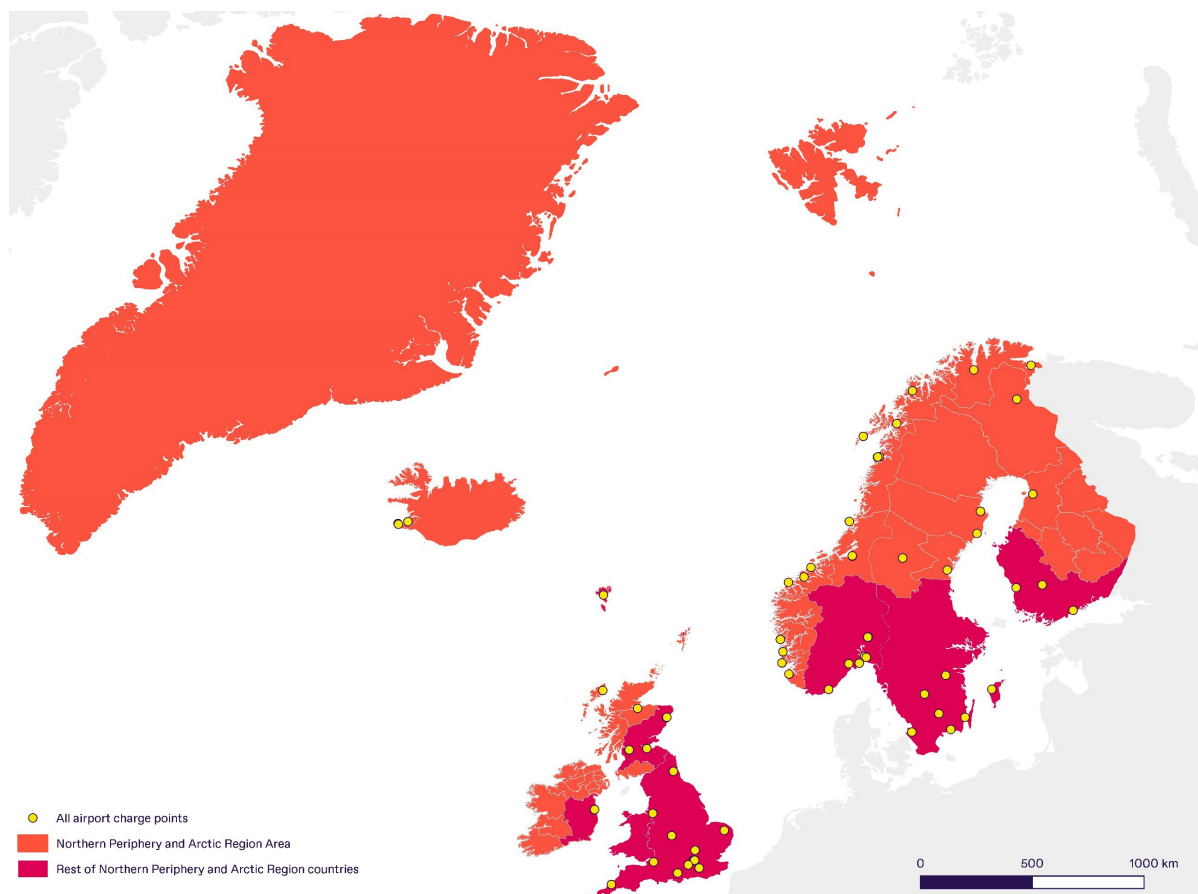 All airport charge points
Northern Periphery and Arctic Region Area
Rest of Northern Periphery and Arctic Region countries
0 500 1000 km